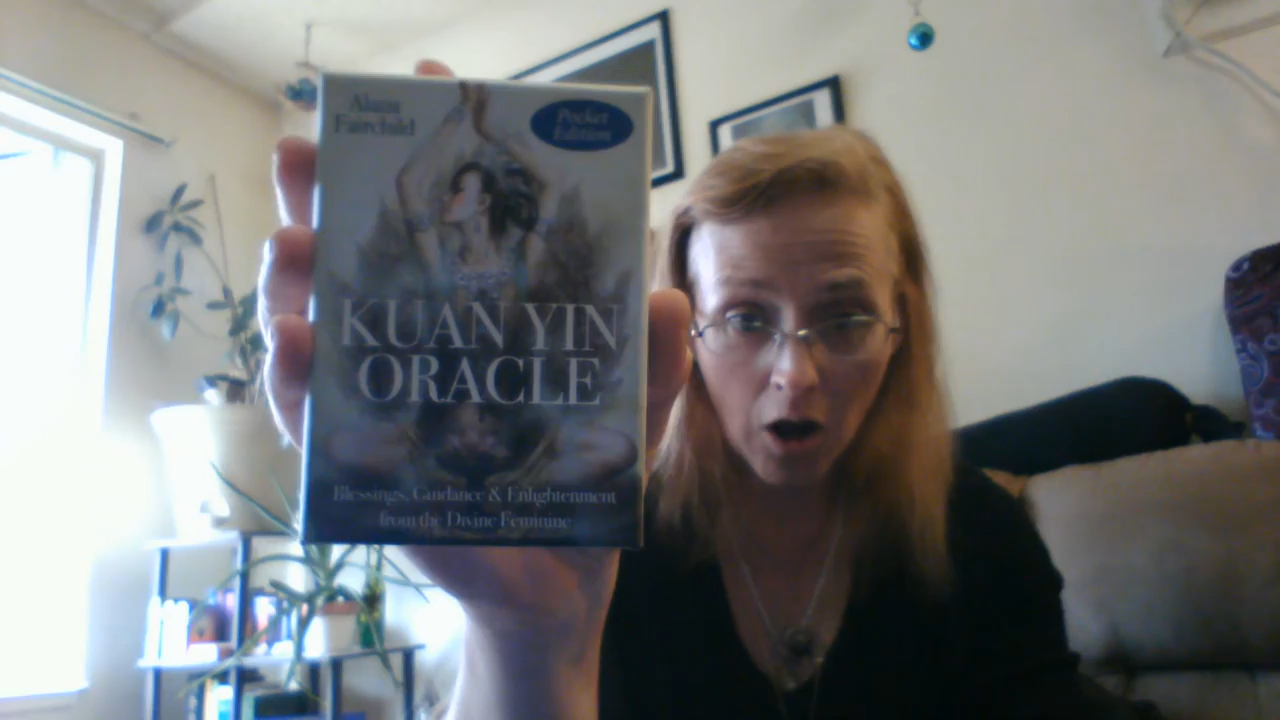 Alana
Fairchild
Pocket
Edition
KUAN YIN
ORACLE
Blessings, Guidance & Enlightenment
from the Divine Feminine